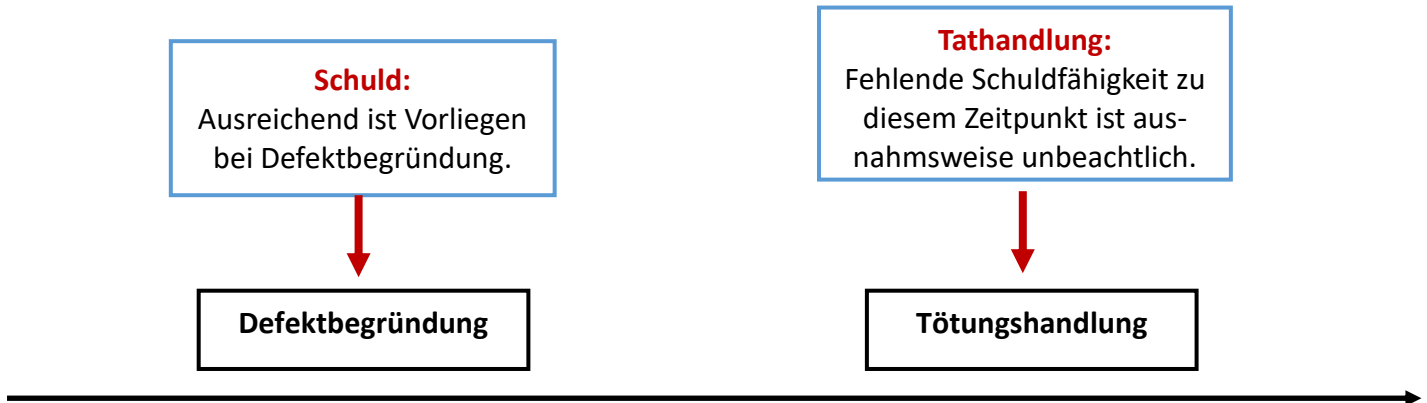 Schuld:
Ausreichend ist Vorliegen
bei Defektbegründung.
Tathandlung:
Fehlende Schuldfähigkeit zu
diesem Zeitpunkt ist aus-
nahmsweise unbeachtlich.
Defektbegründung
Tötungshandlung